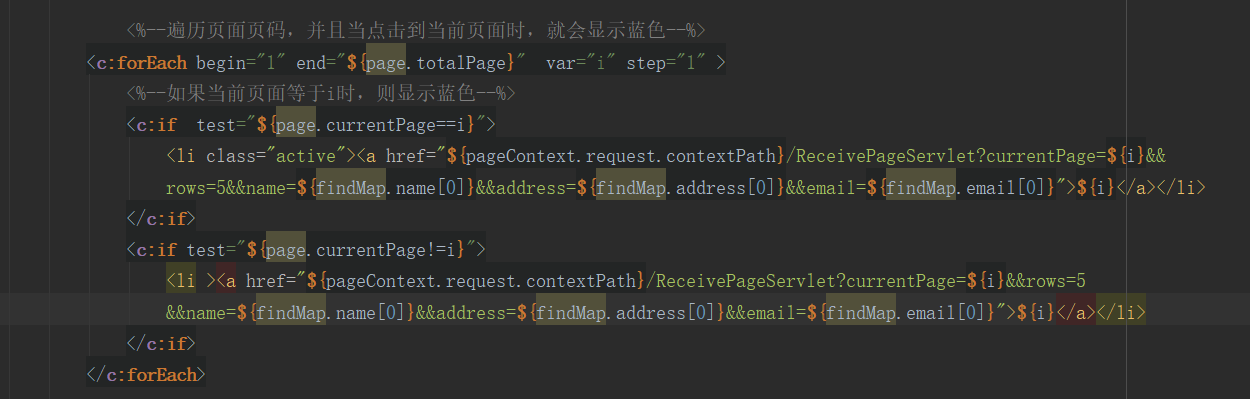 <%--遍历页面页码，并且当点击到当前页面时，就会显示蓝色--%>
<c:forEach begin="1" end="${page.totalPage}"  var="i" step="1" >
<%--如果当前页面等于i时，则显示蓝色--%>
<c:if  test="${page.currentPage==i}">
<li class="active"><a href="${pageContext.request.contextPath}/ReceivePageServlet?currentPage=${i}&&
rows=5&&name=${findMap.name[0]}&&address=${findMap.address[0]}&&email=${findMap.email[0]}">${i}</a></li>
</c:if>
<c:if test="${page.currentPage!=i}">
<li ><a href="${pageContext.request.contextPath}/ReceivePageServlet?currentPage=${i}&&rows=5
&&name=${findMap.name[0]}&&address=${findMap.address[0]}&&email=${findMap.email[0]}">${i}</a></li>
</c:if>
</c:forEach>